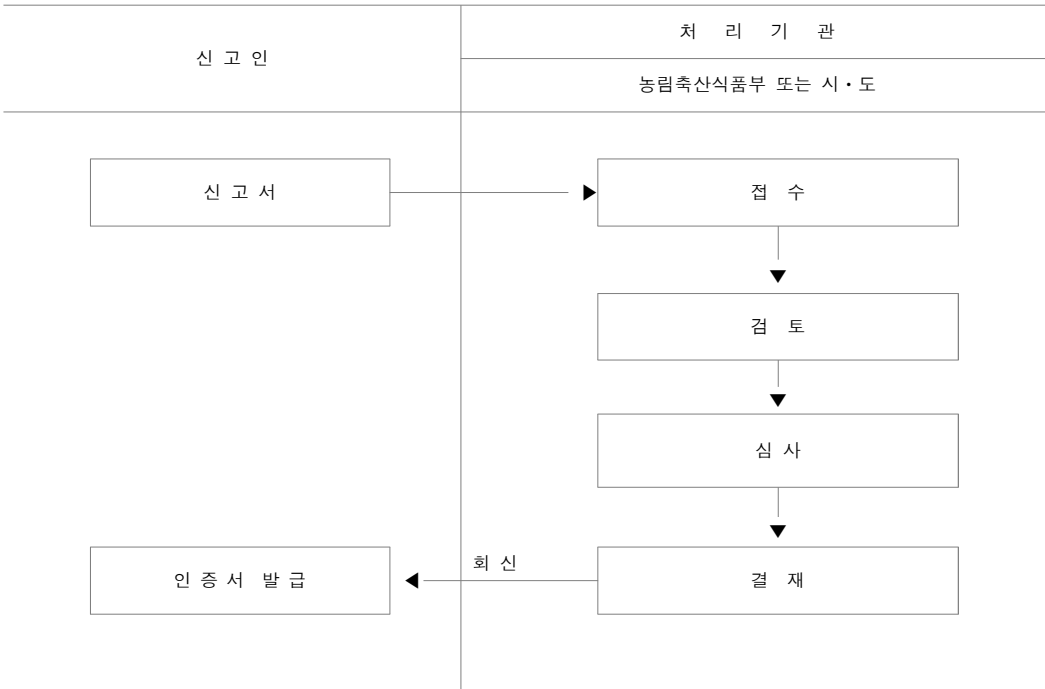 신 고 인
처 리 기 관
농림축산식품부 또는 시·도
신 고 서
접 수
검 토
심 사
회 신
인 증 서 발 급
결 재